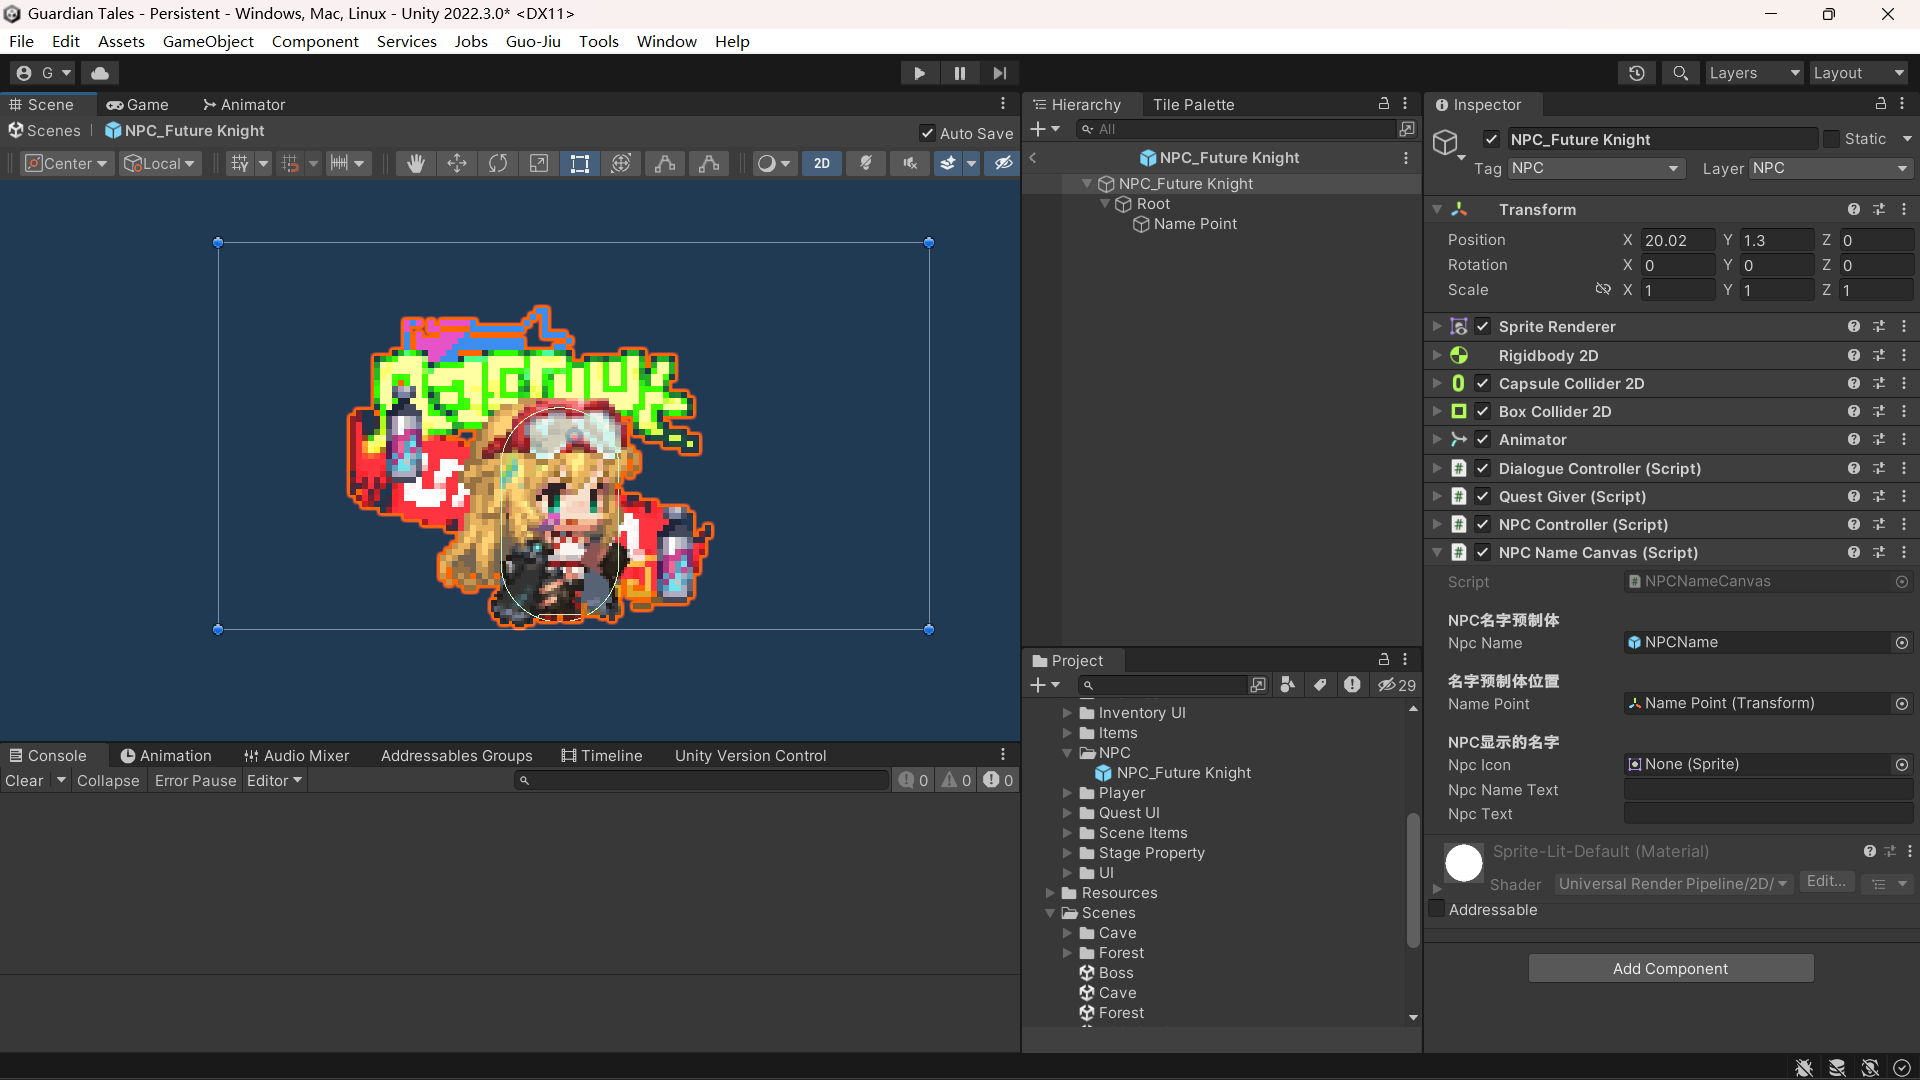 Guardian Tales - Persistent - Windows, Mac, Linux - Unity 2022.3.0* <DX11>
File Edit Assets GameObject Component Services Jobs Guo-Jiu Tools Window Help
G Layers Layout
Scene Game Animator
Scenes NPC_Future Knight Auto Save
Center Local 2D
Hierarchy Tile Palette
All
NPC_Future Knight
NPC_Future Knight
Root
Name Point
Project
29
Inventory UI
Items
NPC
NPC_Future Knight
Player
Quest UI
Scene Items
Stage Property
UI
Resources
Scenes
Cave
Forest
Boss
Cave
Forest
Console Animation Audio Mixer Addressables Groups Timeline Unity Version Control
Clear Collapse Error Pause Editor 0 0 0
Inspector
NPC_Future Knight Static
Tag NPC Layer NPC
Transform
Position X 20.02 Y 1.3 Z 0
Rotation X 0 Y 0 Z 0
Scale X 1 Y 1 Z 1
Sprite Renderer
Rigidbody 2D
Capsule Collider 2D
Box Collider 2D
Animator
Dialogue Controller (Script)
Quest Giver (Script)
NPC Controller (Script)
NPC Name Canvas (Script)
Script NPCNameCanvas
NPC名字预制体
Npc Name NPCName
名字预制体位置
Name Point Name Point (Transform)
NPC显示的名字
Npc Icon None (Sprite)
Npc Name Text
Npc Text
Sprite-Lit-Default (Material)
Shader Universal Render Pipeline/2D/ Edit...
Addressable
Add Component